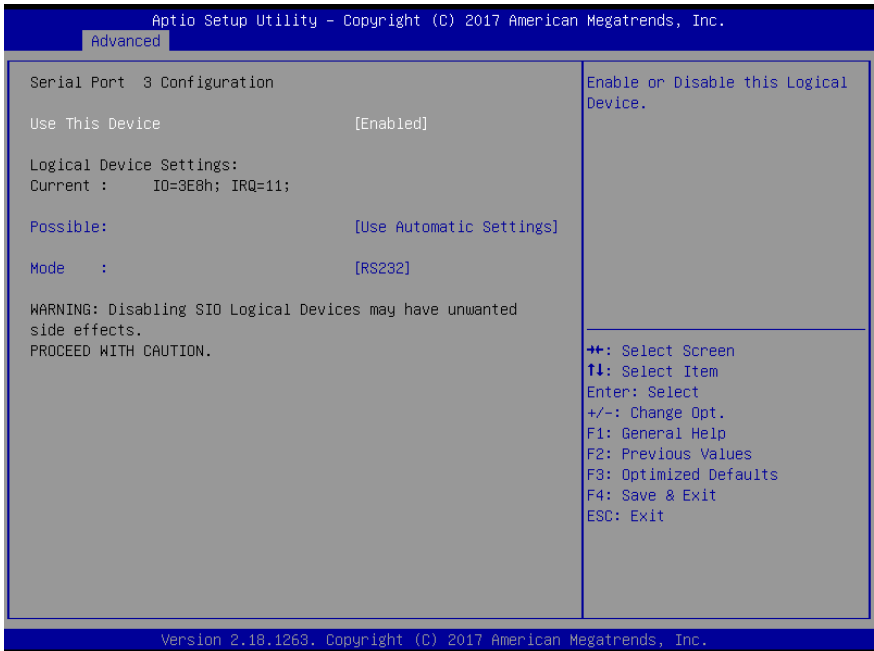 Aptio Setup Utility – Copyright (C) 2017 American Megatrends, Inc.
Advanced
Serial Port  3 Configuration
Use This Device [Enabled]
Logical Device Settings:
Current : IO=3E8h; IRQ=11;
Possible: [Use Automatic Settings]
Mode : [RS232]
WARNING: Disabling SIO Logical Devices may have unwanted
side effects.
PROCEED WITH CAUTION.
Enable or Disable this Logical
Device.
→←: Select Screen
↑↓: Select Item
Enter: Select
+/-: Change Opt.
F1: General Help
F2: Previous Values
F3: Optimized Defaults
F4: Save & Exit
ESC: Exit
Version 2.18.1263. Copyright (C) 2017 American Megatrends, Inc.